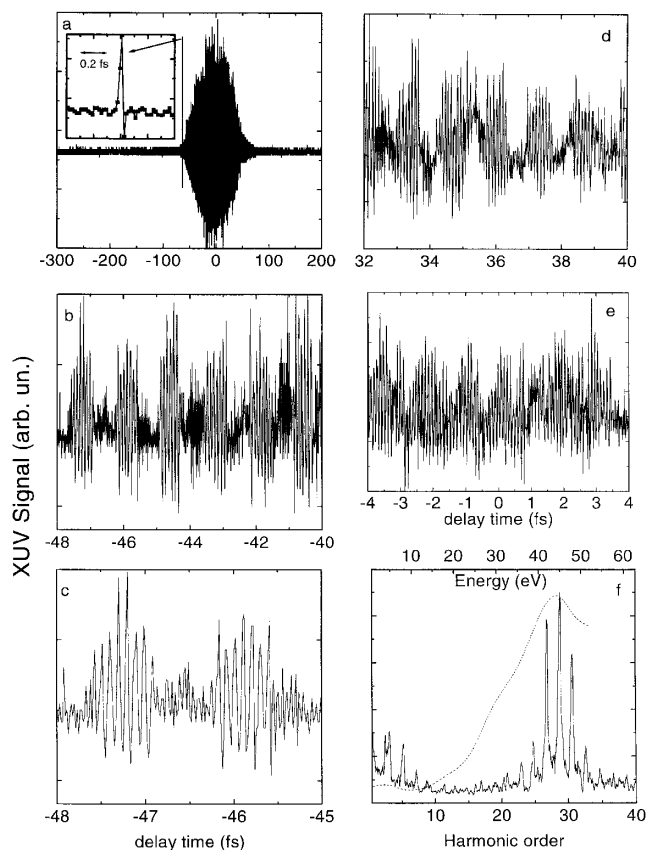 a
0.2 fs
-300 -200 -100 0 100 200
d
32 34 36 38 40
b
-48 -46 -44 -42 -40
e
-4 -3 -2 -1 0 1 2 3 4
delay time (fs)
XUV Signal (arb. un.)
c
-48 -47 -46 -45
delay time (fs)
10 20 30 40 50 60
Energy (eV)
f
10 20 30 40
Harmonic order